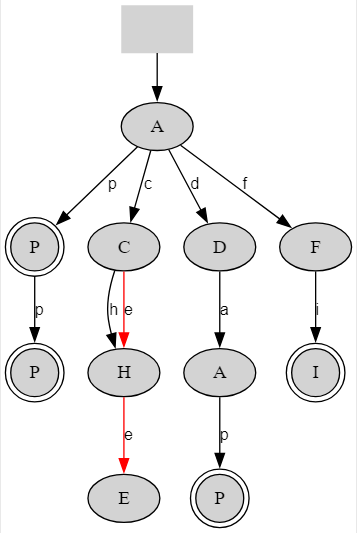 A
p c d f
P C D F
p h e a i
P H A I
e p
E P